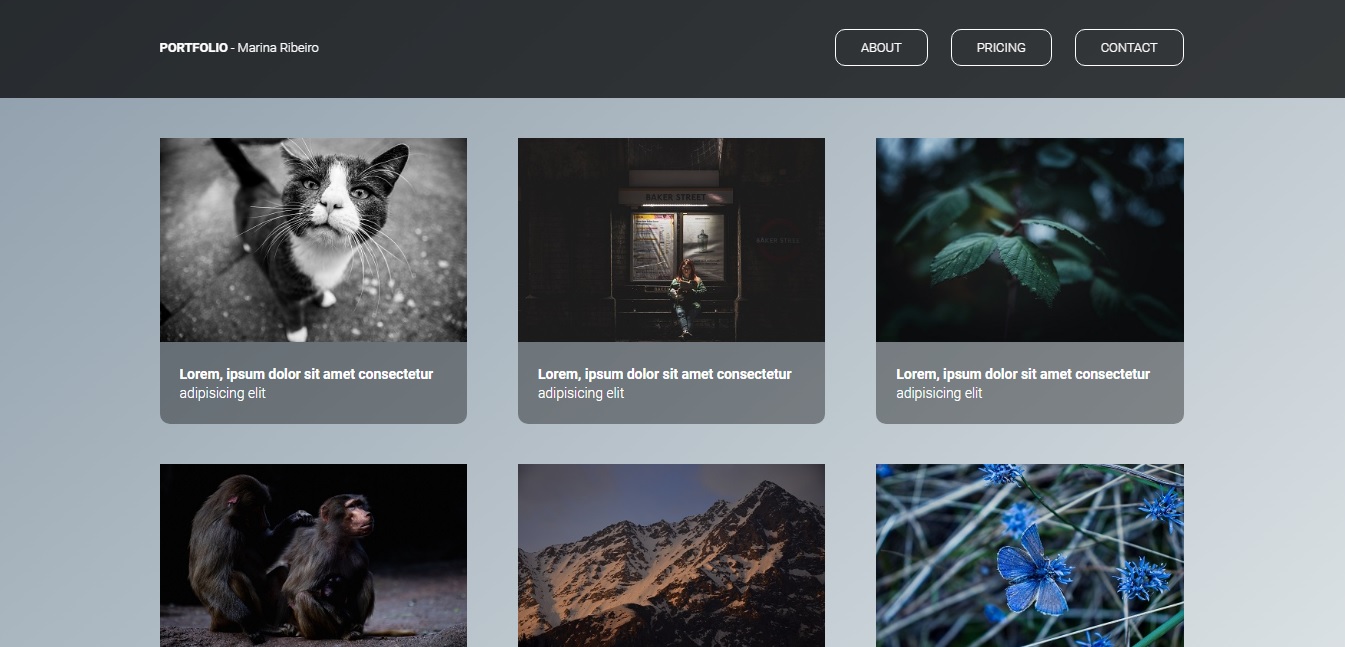 PORTFOLIO - Marina Ribeiro
ABOUT
PRICING
CONTACT
BAKER STREET
Lorem, ipsum dolor sit amet consectetur
adipisicing elit
Lorem, ipsum dolor sit amet consectetur
adipisicing elit
Lorem, ipsum dolor sit amet consectetur
adipisicing elit